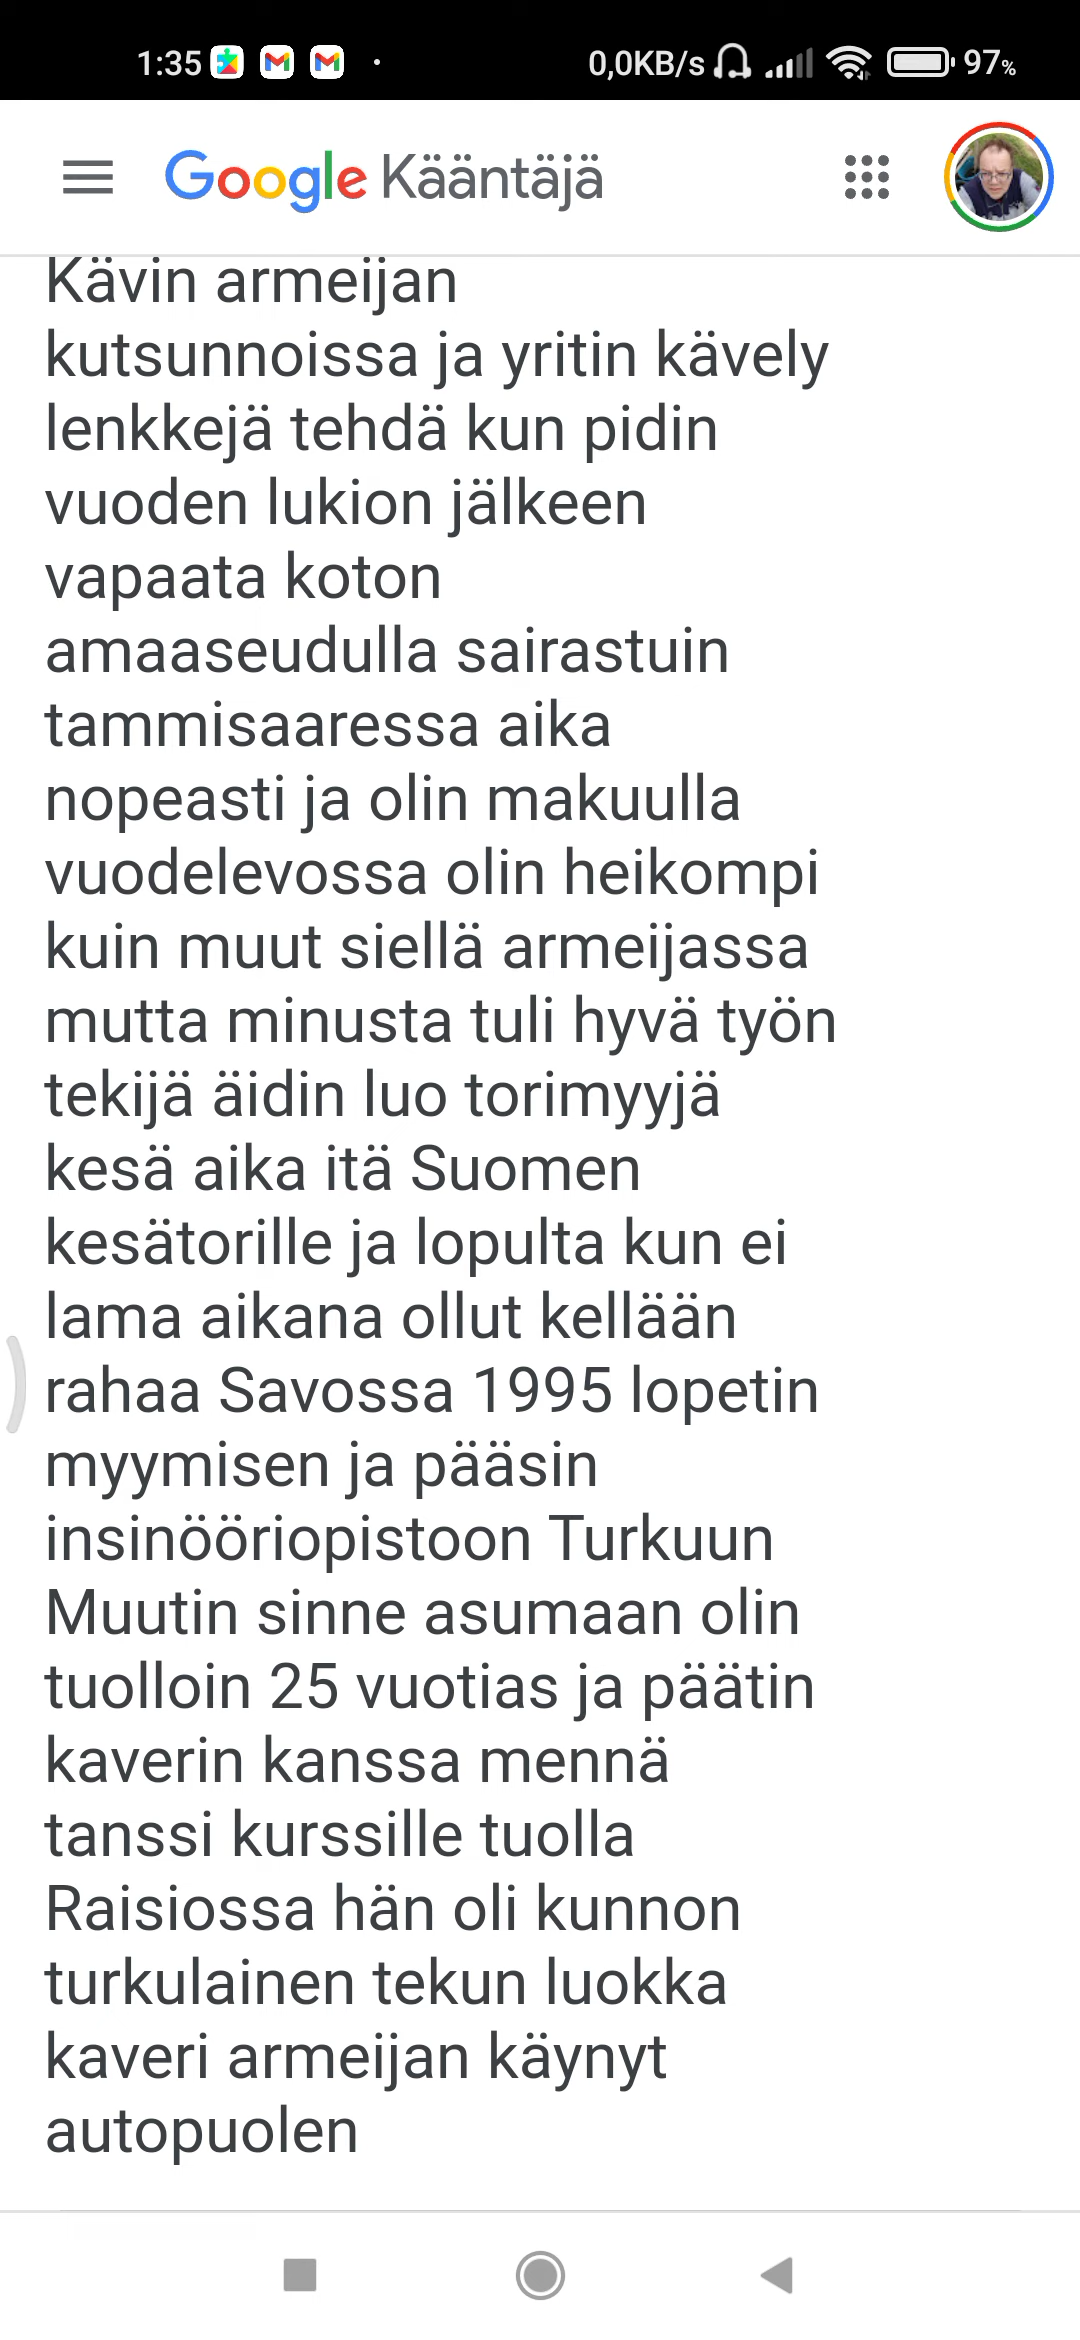 1:35
0,0KB/s
97%
Google Kääntäjä
Kävin armeijan
kutsunnoissa ja yritin kävely
lenkkejä tehdä kun pidin
vuoden lukion jälkeen
vapaata koton
amaaseudulla sairastuin
tammisaaressa aika
nopeasti ja olin makuulla
vuodelevossa olin heikompi
kuin muut siellä armeijassa
mutta minusta tuli hyvä työn
tekijä äidin luo torimyyjä
kesä aika itä Suomen
kesätorille ja lopulta kun ei
lama aikana ollut kellään
rahaa Savossa 1995 lopetin
myymisen ja pääsin
insinööriopistoon Turkuun
Muutin sinne asumaan olin
tuolloin 25 vuotias ja päätin
kaverin kanssa mennä
tanssi kurssille tuolla
Raisiossa hän oli kunnon
turkulainen tekun luokka
kaveri armeijan käynyt
autopuolen